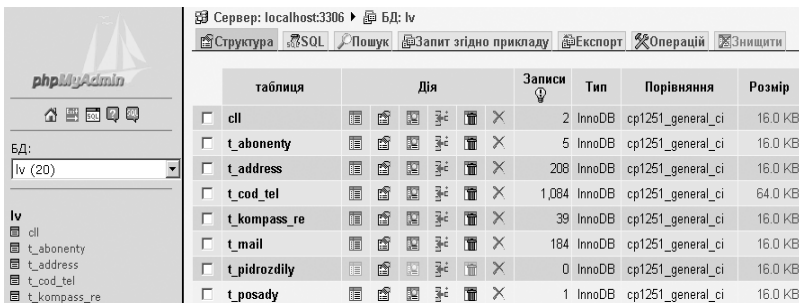 Сервер: localhost:3306 БД: lv
Структура SQL Пошук Запит згідно прикладу Експорт Операцій Знищити
phpMyAdmin
SQL
БД:
lv (20)
lv
cll
t_abonenty
t_address
t_cod_tel
t_kompass_re
таблиця Дія Записи Тип Порівняння Розмір
cll 2 InnoDB cp1251_general_ci 16.0 KB
t_abonenty 5 InnoDB cp1251_general_ci 16.0 KB
t_address 208 InnoDB cp1251_general_ci 16.0 KB
t_cod_tel 1,084 InnoDB cp1251_general_ci 64.0 KB
t_kompass_re 39 InnoDB cp1251_general_ci 16.0 KB
t_mail 184 InnoDB cp1251_general_ci 16.0 KB
t_pidrozdily 0 InnoDB cp1251_general_ci 16.0 KB
t_posady 1 InnoDB cp1251_general_ci 16.0 KB